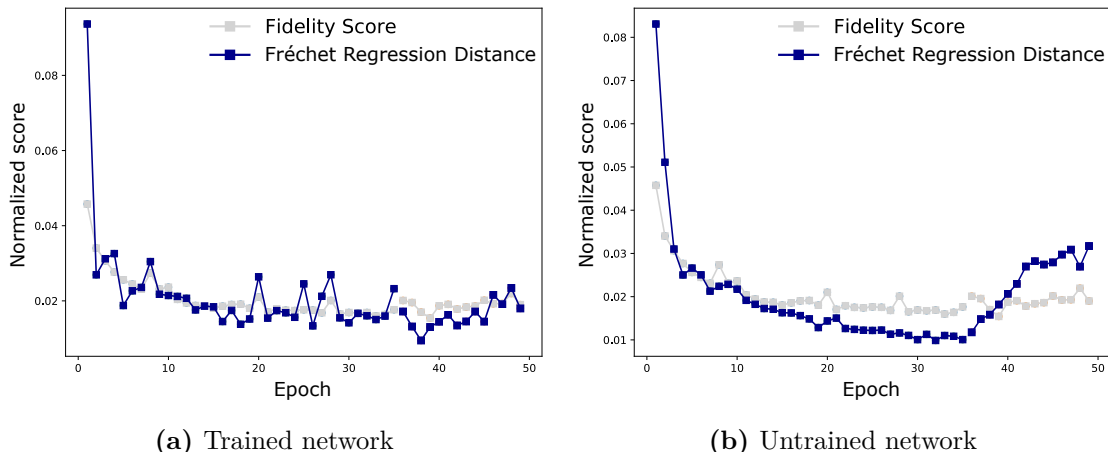 Fidelity Score
Fréchet Regression Distance
Normalized score
0.08
0.06
0.04
0.02
0 10 20 30 40 50
Epoch
(a) Trained network
Fidelity Score
Fréchet Regression Distance
Normalized score
0.08
0.07
0.06
0.05
0.04
0.03
0.02
0.01
0 10 20 30 40 50
Epoch
(b) Untrained network